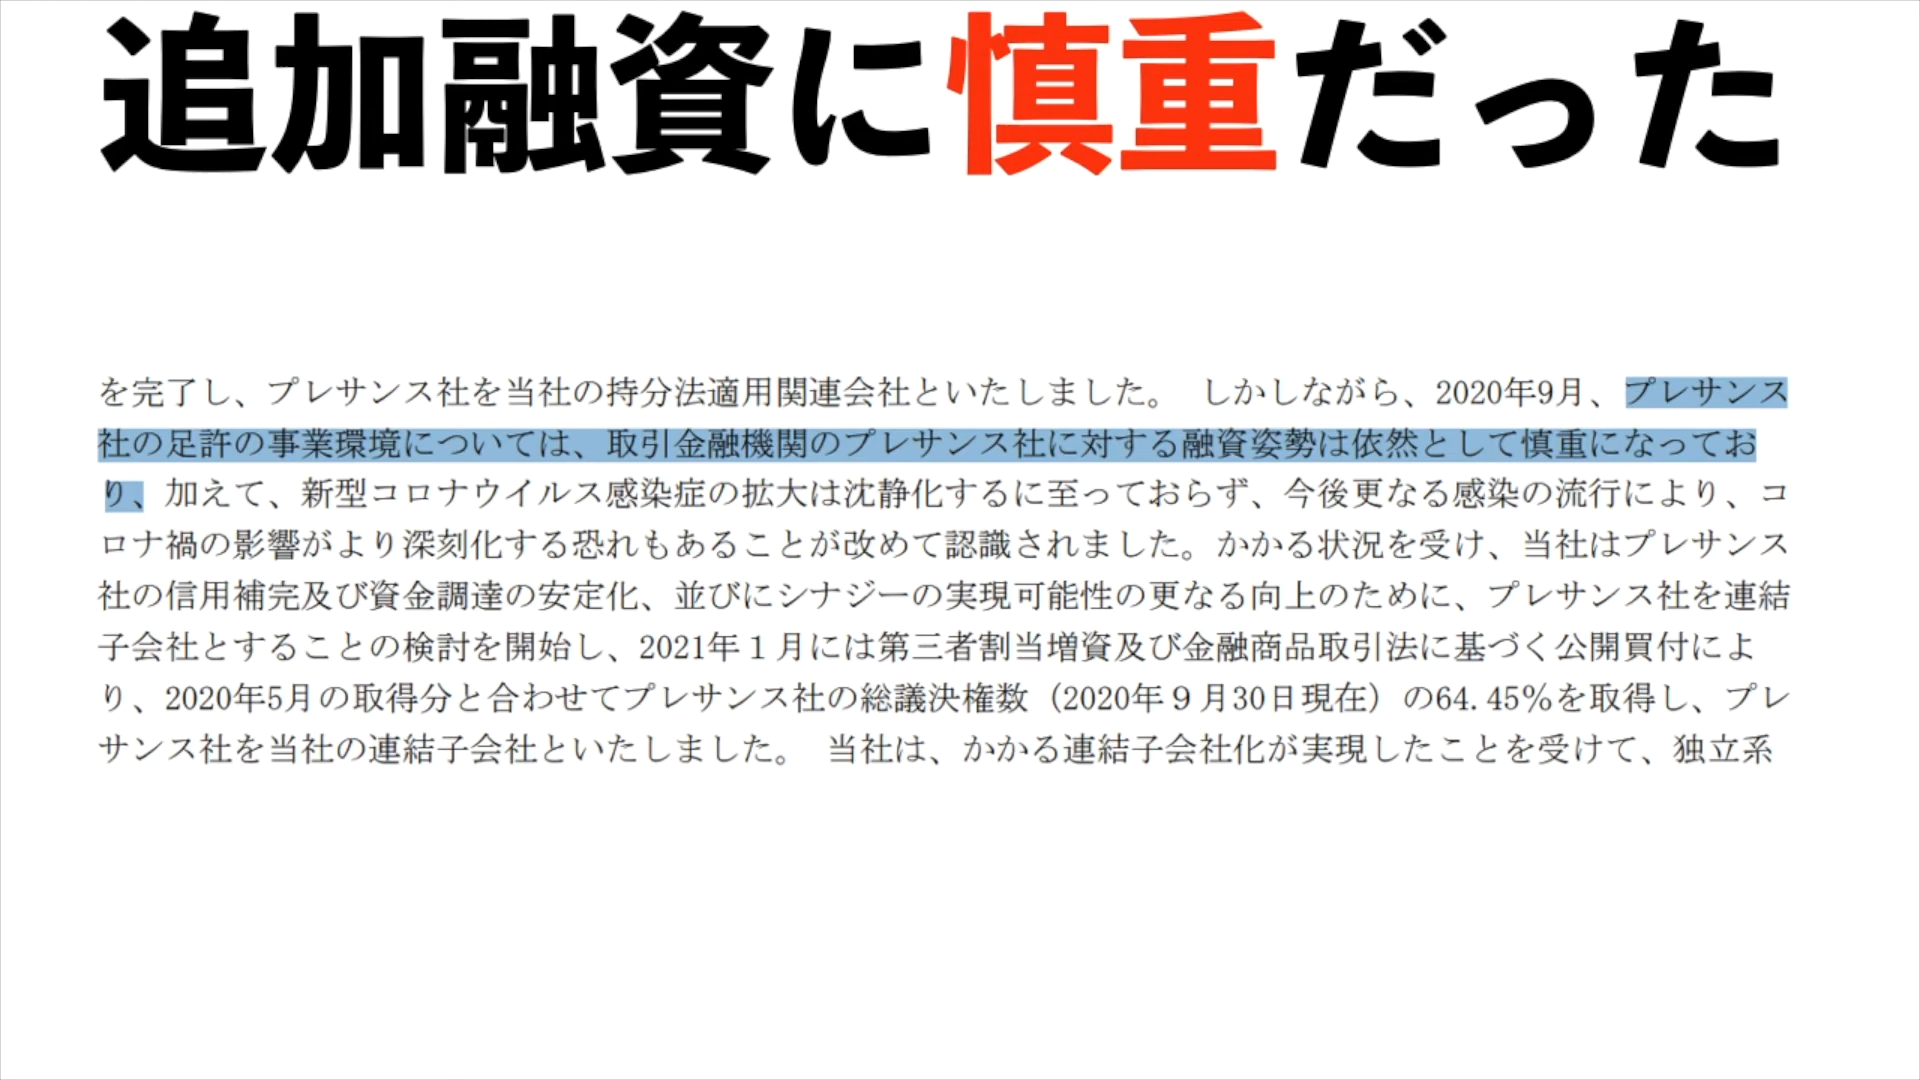 追加融資に慎重だった
を完了し、プレサンス社を当社の持分法適用関連会社といたしました。 しかしながら、2020年9月、プレサンス
社の足許の事業環境については、取引金融機関のプレサンス社に対する融資姿勢は依然として慎重になってお
り、加えて、新型コロナウイルス感染症の拡大は沈静化するに至っておらず、今後更なる感染の流行により、コ
ロナ禍の影響がより深刻化する恐れもあることが改めて認識されました。かかる状況を受け、当社はプレサンス
社の信用補完及び資金調達の安定化、並びにシナジーの実現可能性の更なる向上のために、プレサンス社を連結
子会社とすることの検討を開始し、2021年１月には第三者割当増資及び金融商品取引法に基づく公開買付によ
り、2020年5月の取得分と合わせてプレサンス社の総議決権数（2020年９月30日現在）の64.45％を取得し、プレ
サンス社を当社の連結子会社といたしました。 当社は、かかる連結子会社化が実現したことを受けて、独立系